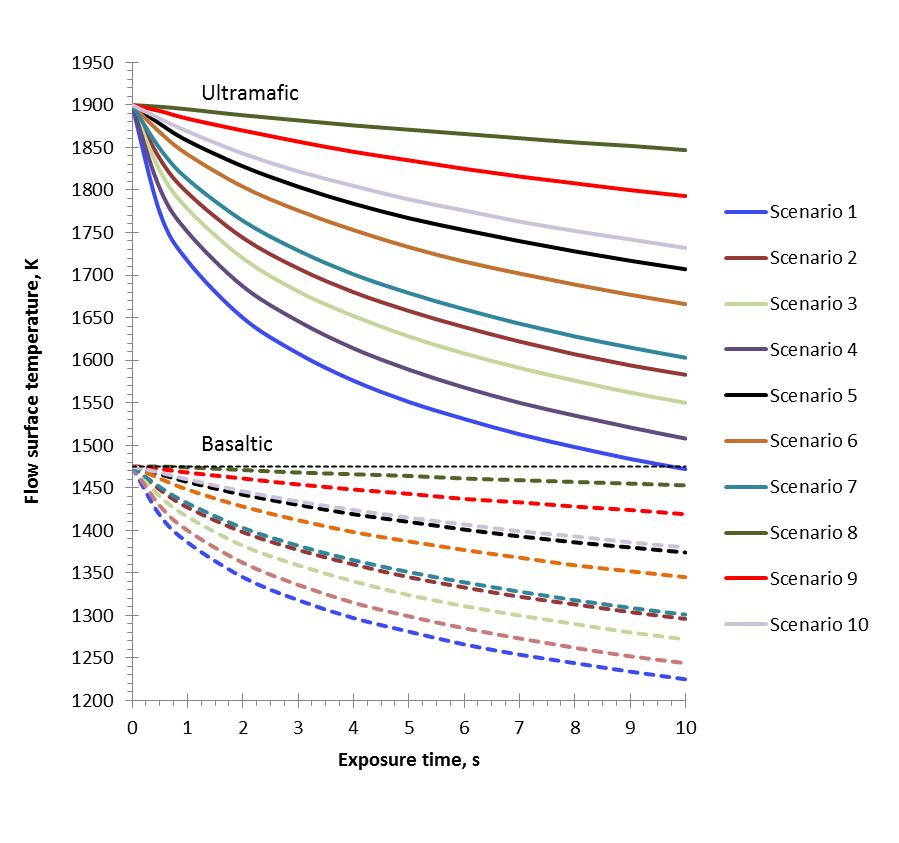 1950
1900
1850
1800
1750
1700
1650
1600
1550
1500
1450
1400
1350
1300
1250
1200
Flow surface temperature, K
Ultramafic
Basaltic
0 1 2 3 4 5 6 7 8 9 10
Exposure time, s
Scenario 1
Scenario 2
Scenario 3
Scenario 4
Scenario 5
Scenario 6
Scenario 7
Scenario 8
Scenario 9
Scenario 10